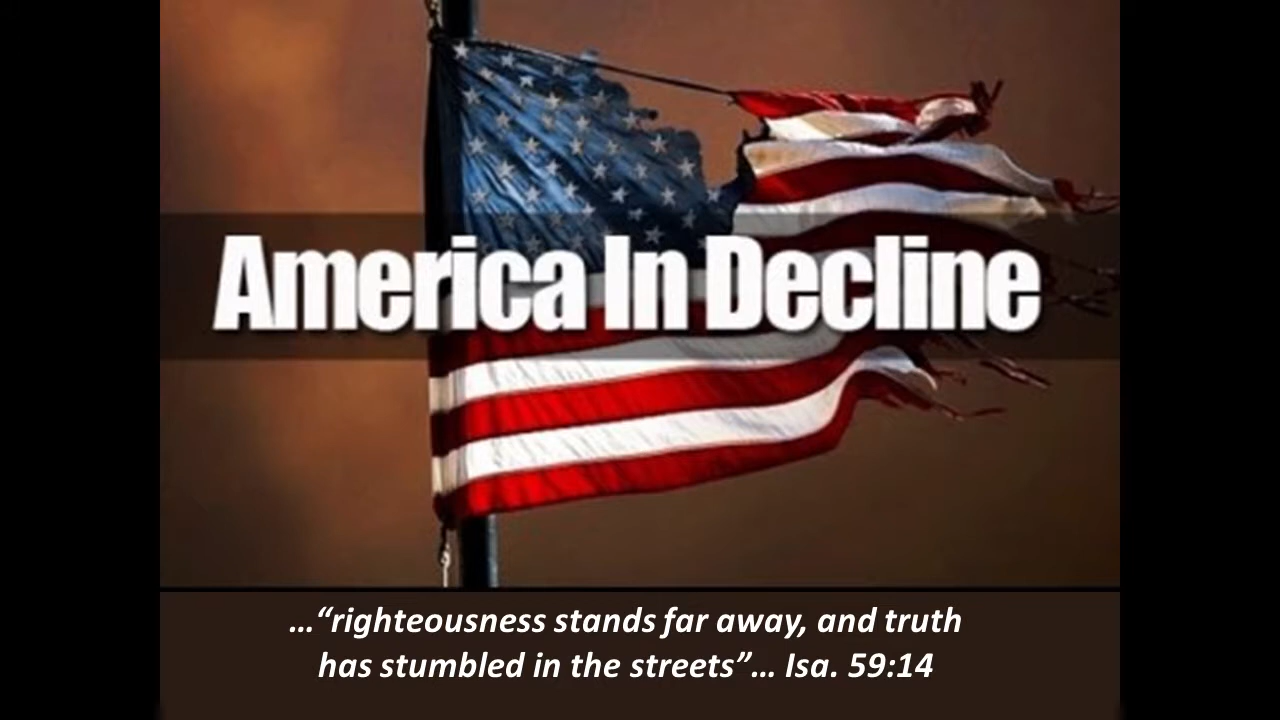 America In Decline
…“righteousness stands far away, and truth
has stumbled in the streets”… Isa. 59:14